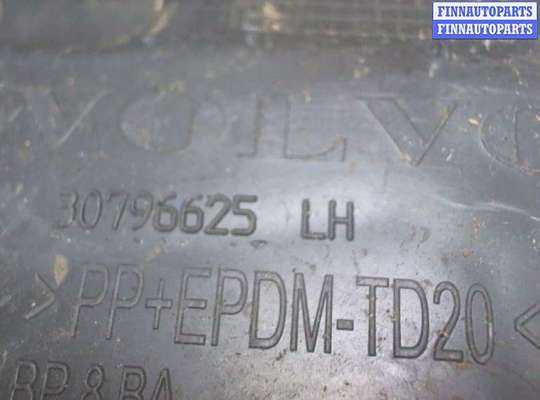 FINNAUTOPARTS
FINNAUTOPARTS
VOLVO
30796625 LH
>PP+EPDM-TD20<